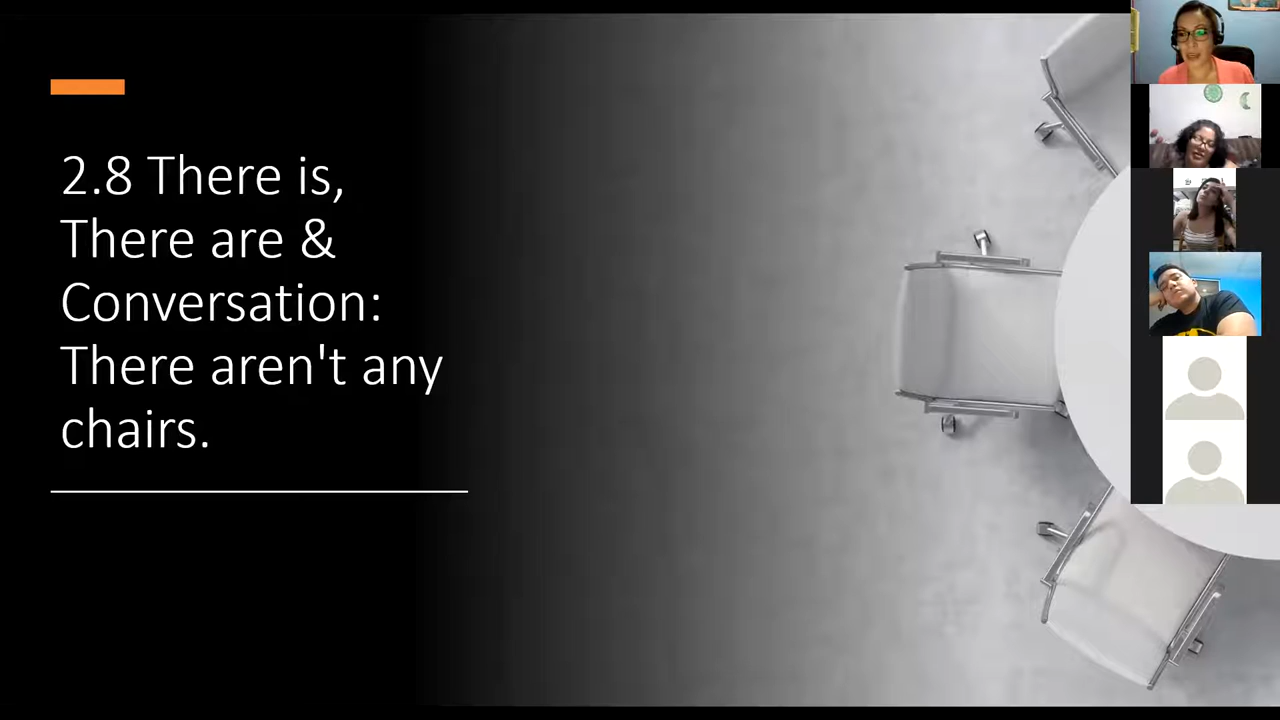 2.8 There is,
There are &
Conversation:
There aren't any
chairs.